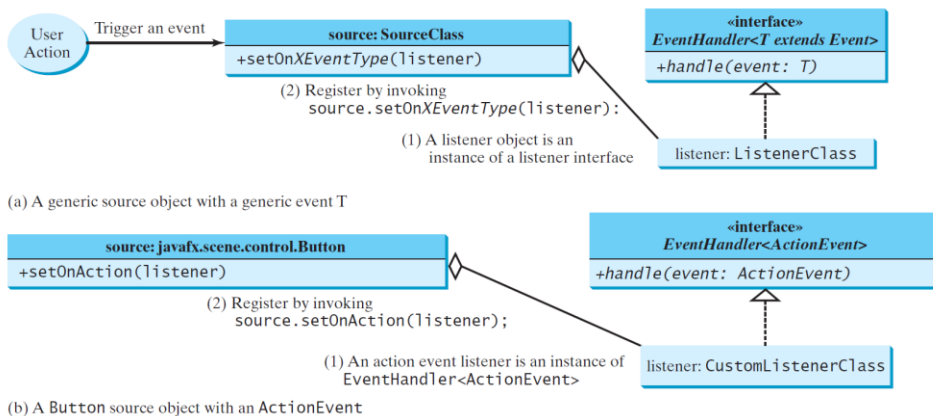 User
Action
Trigger an event
source: SourceClass
+setOnXEventType(listener)
«interface»
EventHandler<T extends Event>
+handle(event: T)
(2) Register by invoking
source.setOnXEventType(listener):
(1) A listener object is an
instance of a listener interface
listener: ListenerClass
(a) A generic source object with a generic event T
source: javafx.scene.control.Button
+setOnAction(listener)
«interface»
EventHandler<ActionEvent>
+handle(event: ActionEvent)
(2) Register by invoking
source.setOnAction(listener);
(1) An action event listener is an instance of
EventHandler<ActionEvent>
listener: CustomListenerClass
(b) A Button source object with an ActionEvent